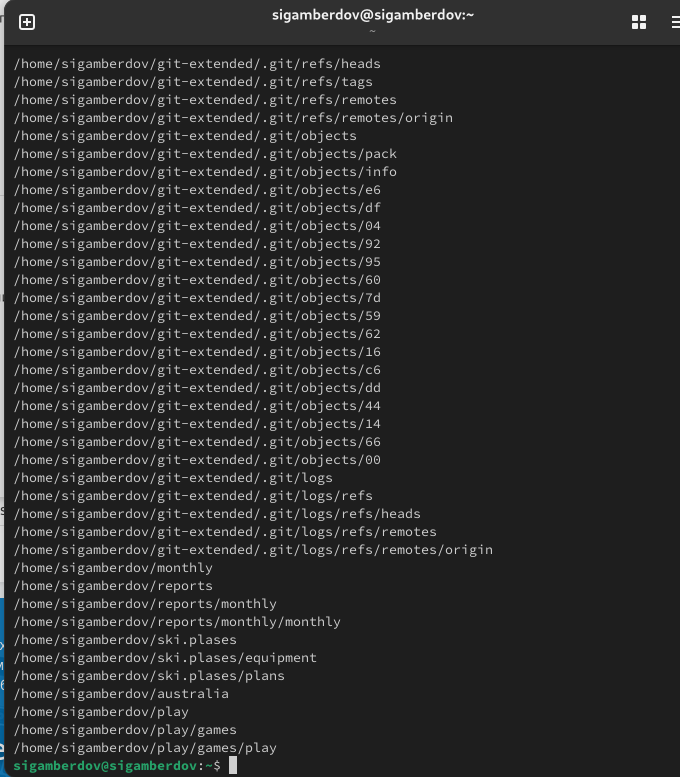 sigamberdov@sigamberdov:~
~
/home/sigamberdov/git-extended/.git/refs/heads
/home/sigamberdov/git-extended/.git/refs/tags
/home/sigamberdov/git-extended/.git/refs/remotes
/home/sigamberdov/git-extended/.git/refs/remotes/origin
/home/sigamberdov/git-extended/.git/objects
/home/sigamberdov/git-extended/.git/objects/pack
/home/sigamberdov/git-extended/.git/objects/info
/home/sigamberdov/git-extended/.git/objects/e6
/home/sigamberdov/git-extended/.git/objects/df
/home/sigamberdov/git-extended/.git/objects/04
/home/sigamberdov/git-extended/.git/objects/92
/home/sigamberdov/git-extended/.git/objects/95
/home/sigamberdov/git-extended/.git/objects/60
/home/sigamberdov/git-extended/.git/objects/7d
/home/sigamberdov/git-extended/.git/objects/59
/home/sigamberdov/git-extended/.git/objects/62
/home/sigamberdov/git-extended/.git/objects/16
/home/sigamberdov/git-extended/.git/objects/c6
/home/sigamberdov/git-extended/.git/objects/dd
/home/sigamberdov/git-extended/.git/objects/44
/home/sigamberdov/git-extended/.git/objects/14
/home/sigamberdov/git-extended/.git/objects/66
/home/sigamberdov/git-extended/.git/objects/00
/home/sigamberdov/git-extended/.git/logs
/home/sigamberdov/git-extended/.git/logs/refs
/home/sigamberdov/git-extended/.git/logs/refs/heads
/home/sigamberdov/git-extended/.git/logs/refs/remotes
/home/sigamberdov/git-extended/.git/logs/refs/remotes/origin
/home/sigamberdov/monthly
/home/sigamberdov/reports
/home/sigamberdov/reports/monthly
/home/sigamberdov/reports/monthly/monthly
/home/sigamberdov/ski.plases
/home/sigamberdov/ski.plases/equipment
/home/sigamberdov/ski.plases/plans
/home/sigamberdov/australia
/home/sigamberdov/play
/home/sigamberdov/play/games
/home/sigamberdov/play/games/play
sigamberdov@sigamberdov:~$